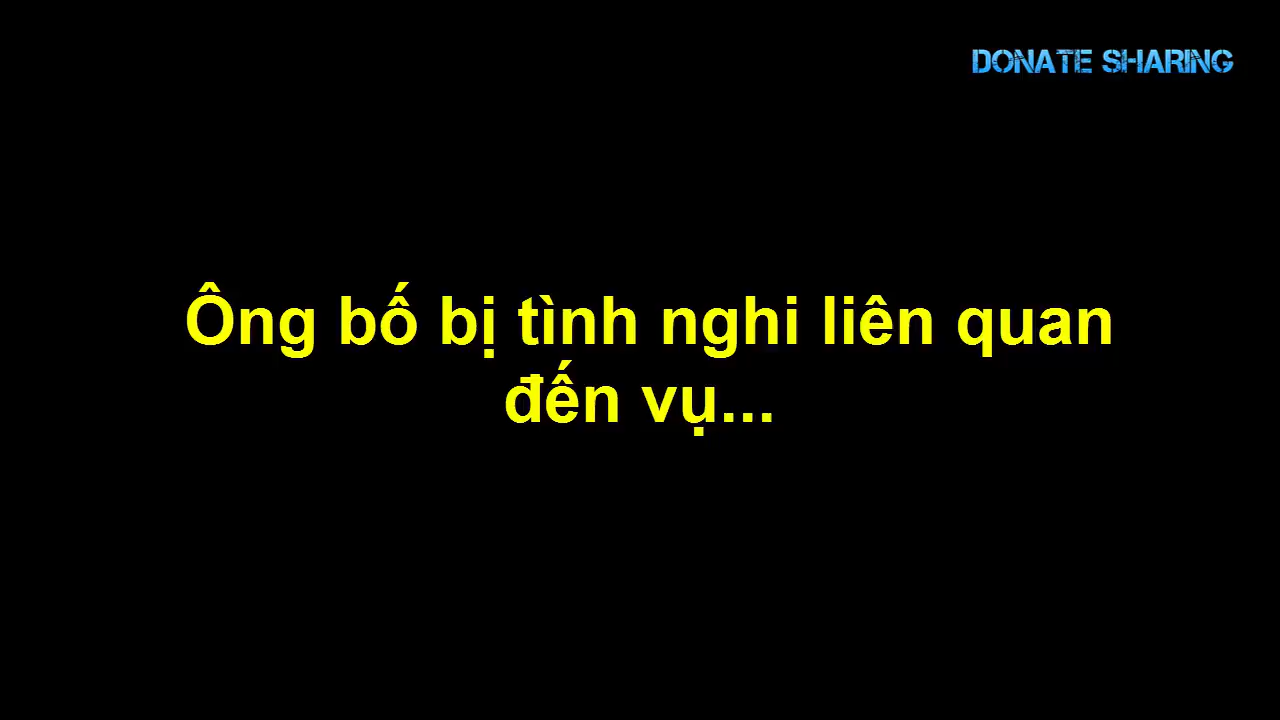 DONATE SHARING
Ông bố bị tình nghi liên quan
đến vụ...